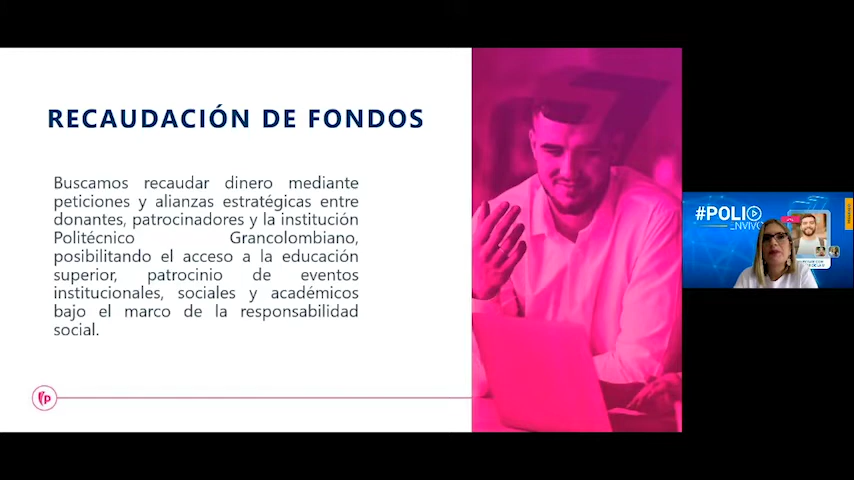 RECAUDACIÓN DE FONDOS
Buscamos recaudar dinero mediante
peticiones y alianzas estratégicas entre
donantes, patrocinadores y la institución
Politécnico Grancolombiano,
posibilitando el acceso a la educación
superior, patrocinio de eventos
institucionales, sociales y académicos
bajo el marco de la responsabilidad
social.
p
#POLI
_ENVIVO